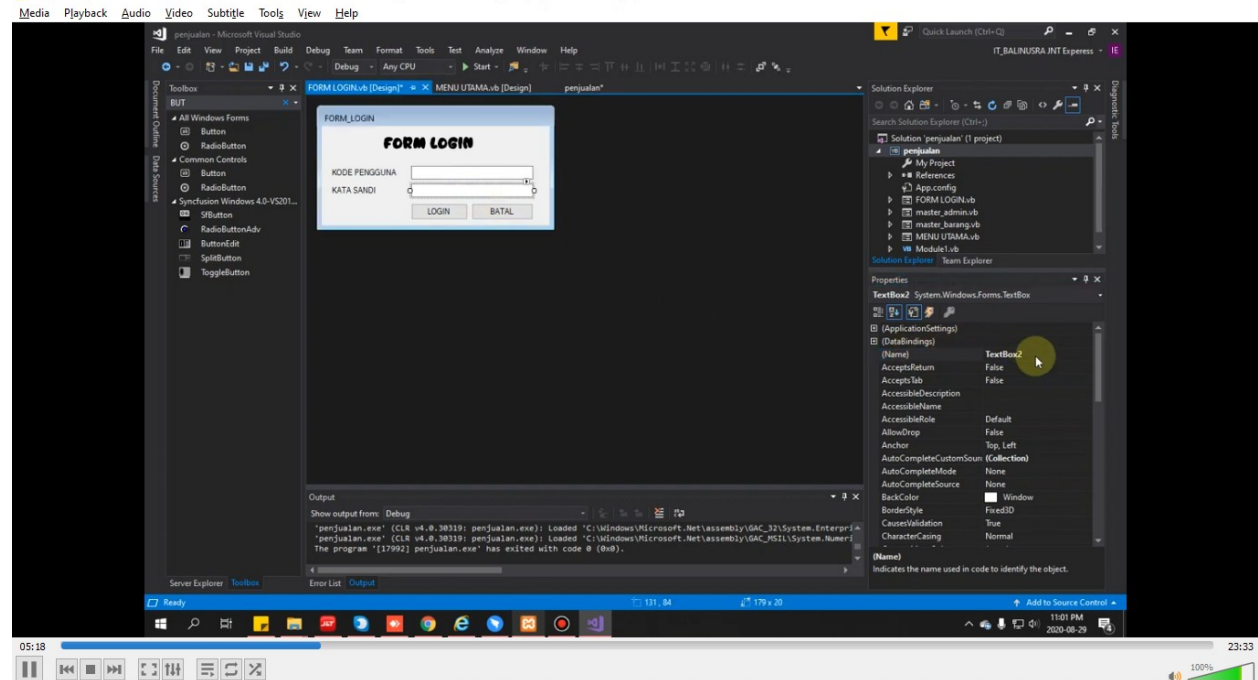 Media Playback Audio Video Subtitle Tools View Help
penjualan - Microsoft Visual Studio
Quick Launch (Ctrl+Q)
File Edit View Project Build Debug Team Format Tools Test Analyze Window Help
IT_BALINUSRA JNT Experess IE
Debug Any CPU Start
Document Outline
Data Sources
Toolbox
BUT
All Windows Forms
Button
RadioButton
Common Controls
Button
RadioButton
Syncfusion Windows 4.0-VS201...
SfButton
RadioButtonAdv
ButtonEdit
SplitButton
ToggleButton
Server Explorer Toolbox
FORM LOGIN.vb [Design]* MENU UTAMA.vb [Design] penjualan*
FORM_LOGIN
FORM LOGIN
KODE PENGGUNA
KATA SANDI
LOGIN BATAL
Output
Show output from: Debug
'penjualan.exe' (CLR v4.0.30319: penjualan.exe): Loaded 'C:\Windows\Microsoft.Net\assembly\GAC_32\System.Enterpri
'penjualan.exe' (CLR v4.0.30319: penjualan.exe): Loaded 'C:\Windows\Microsoft.Net\assembly\GAC_MSIL\System.Numeri
The program '[17992] penjualan.exe' has exited with code 0 (0x0).
Error List Output
Solution Explorer
Search Solution Explorer (Ctrl+;)
Solution 'penjualan' (1 project)
penjualan
My Project
References
App.config
FORM LOGIN.vb
master_admin.vb
master_barang.vb
MENU UTAMA.vb
Module1.vb
Solution Explorer Team Explorer
Diagnostic Tools
Properties
TextBox2 System.Windows.Forms.TextBox
(ApplicationSettings)
(DataBindings)
(Name) TextBox2
AcceptsReturn False
AcceptsTab False
AccessibleDescription
AccessibleName
AccessibleRole Default
AllowDrop False
Anchor Top, Left
AutoCompleteCustomSoun (Collection)
AutoCompleteMode None
AutoCompleteSource None
BackColor Window
BorderStyle Fixed3D
CausesValidation True
CharacterCasing Normal
(Name)
Indicates the name used in code to identify the object.
Ready 131 , 84 179 x 20 Add to Source Control
11:01 PM
2020-08-29
05:18 23:33
100%